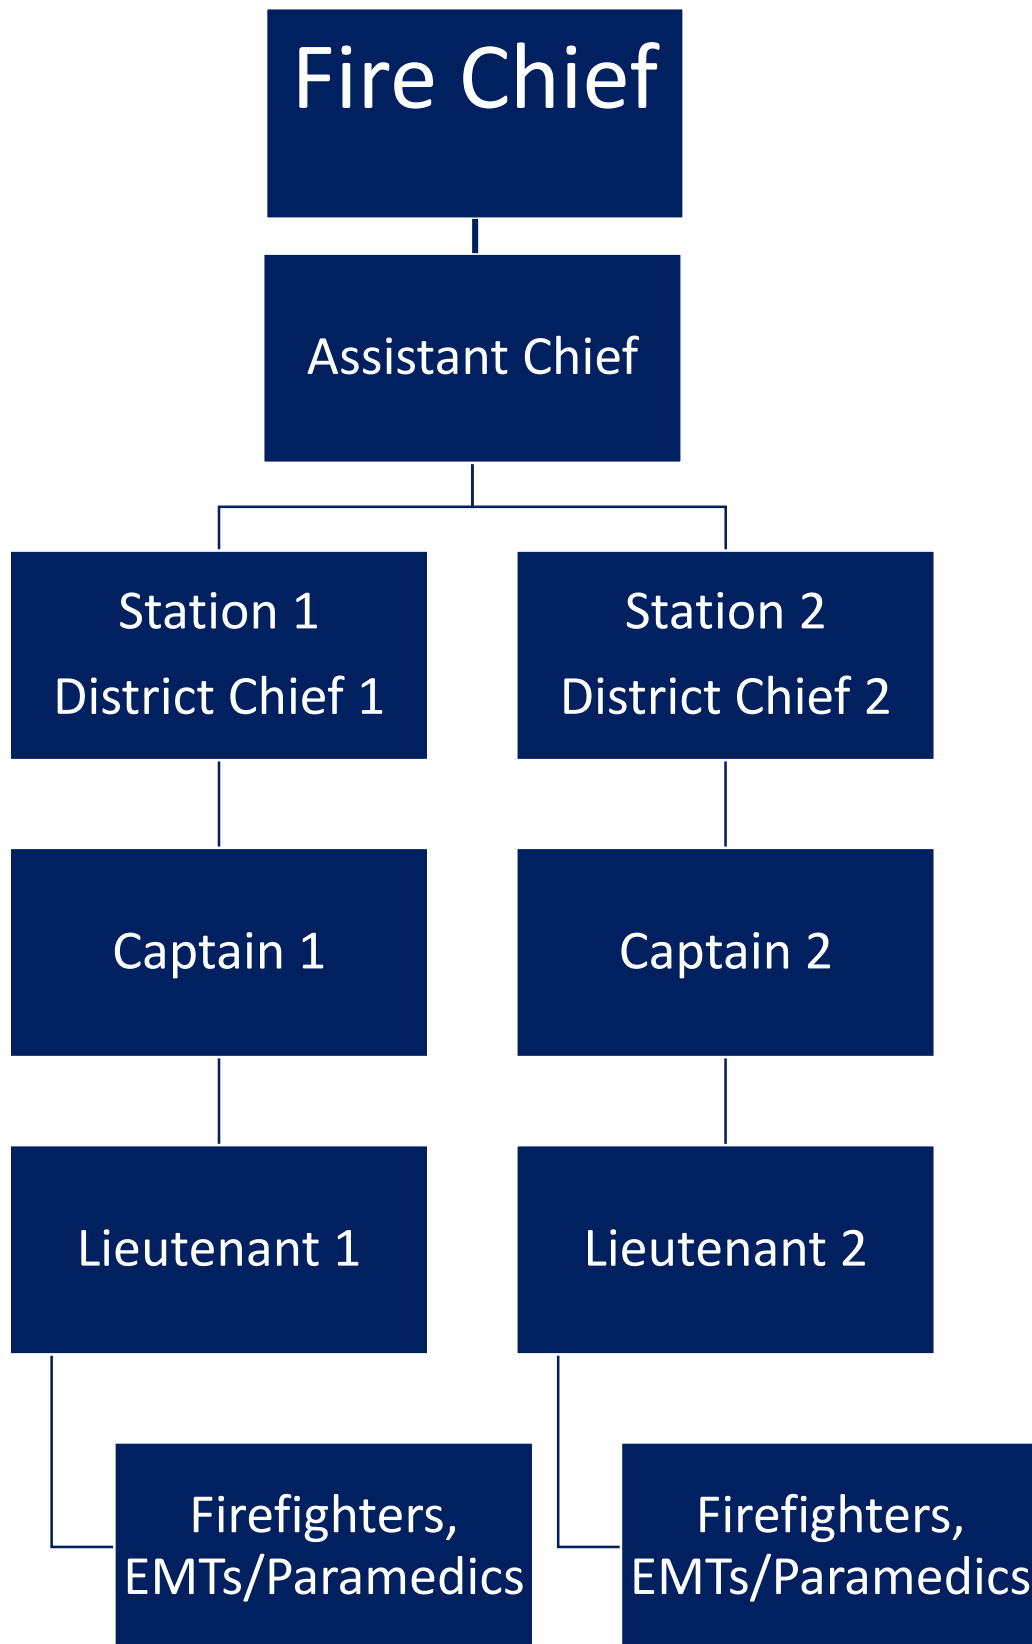 Fire Chief
Assistant Chief
Station 1
District Chief 1
Station 2
District Chief 2
Captain 1
Captain 2
Lieutenant 1
Lieutenant 2
Firefighters,
EMTs/Paramedics
Firefighters,
EMTs/Paramedics